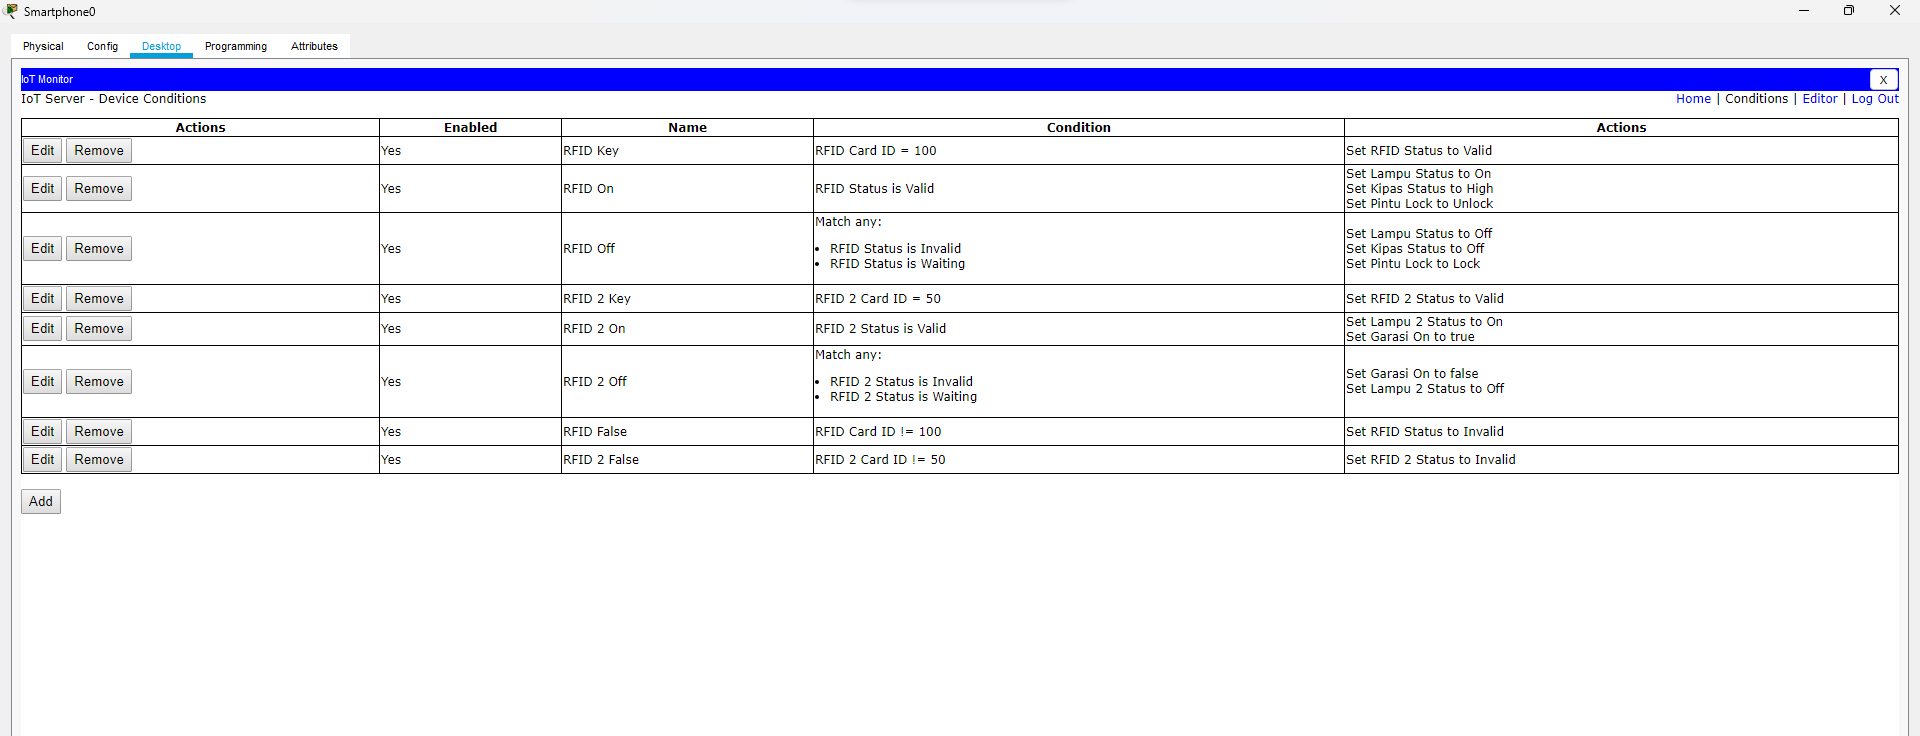 Smartphone0
Physical Config Desktop Programming Attributes
IoT Monitor X
IoT Server - Device Conditions Home | Conditions | Editor | Log Out
Actions Enabled Name Condition Actions
Edit Remove Yes RFID Key RFID Card ID = 100 Set RFID Status to Valid
Edit Remove Yes RFID On RFID Status is Valid Set Lampu Status to On
Set Kipas Status to High
Set Pintu Lock to Unlock
Edit Remove Yes RFID Off Match any:
• RFID Status is Invalid
• RFID Status is Waiting
Set Lampu Status to Off
Set Kipas Status to Off
Set Pintu Lock to Lock
Edit Remove Yes RFID 2 Key RFID 2 Card ID = 50 Set RFID 2 Status to Valid
Edit Remove Yes RFID 2 On RFID 2 Status is Valid Set Lampu 2 Status to On
Set Garasi On to true
Edit Remove Yes RFID 2 Off Match any:
• RFID 2 Status is Invalid
• RFID 2 Status is Waiting
Set Garasi On to false
Set Lampu 2 Status to Off
Edit Remove Yes RFID False RFID Card ID != 100 Set RFID Status to Invalid
Edit Remove Yes RFID 2 False RFID 2 Card ID != 50 Set RFID 2 Status to Invalid
Add